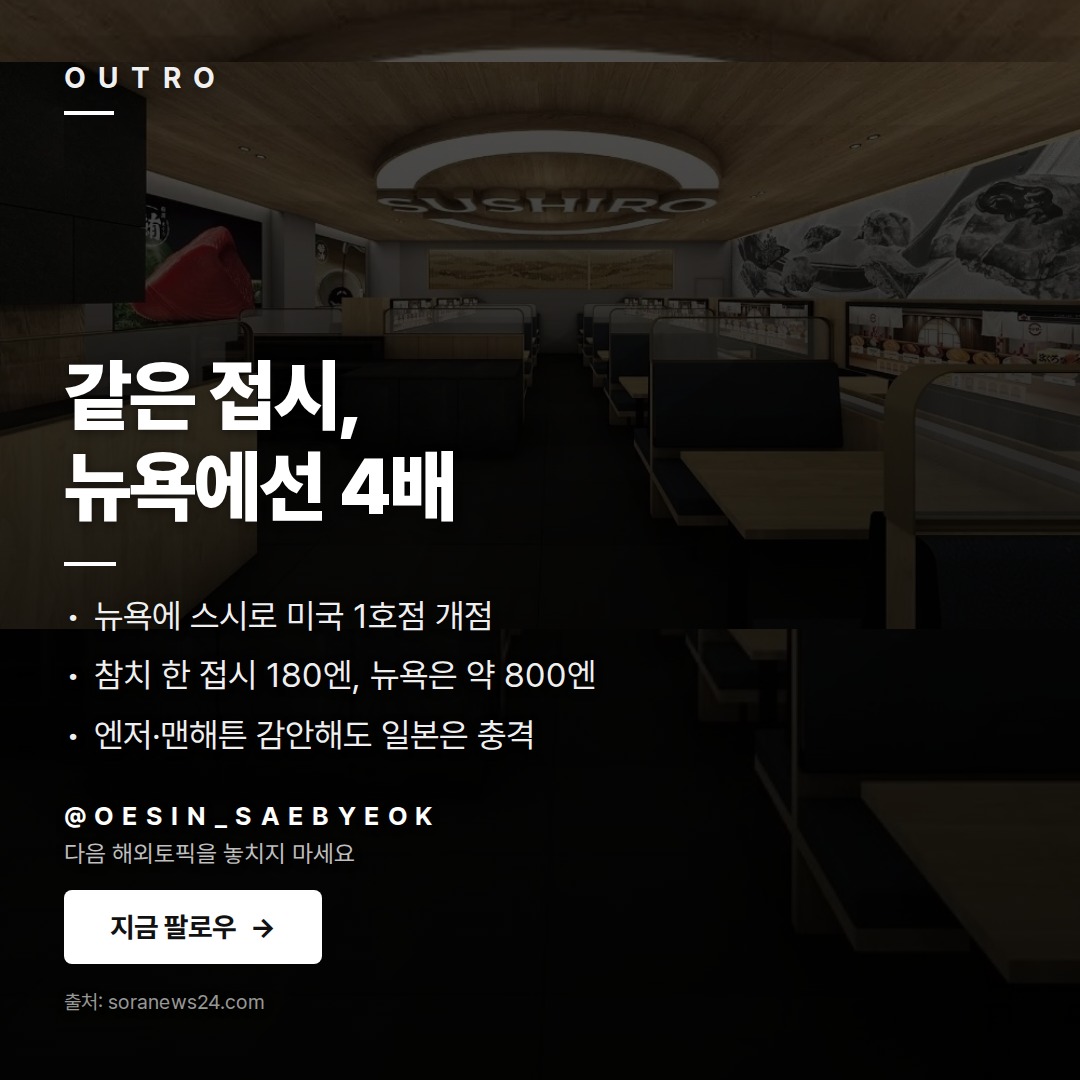 OUTRO
SUSHIRO
같은 접시,
뉴욕에선 4배
• 뉴욕에 스시로 미국 1호점 개점
• 참치 한 접시 180엔, 뉴욕은 약 800엔
• 엔저·맨해튼 감안해도 일본은 충격
@OESIN_SAEBYEOK
다음 해외토픽을 놓치지 마세요
지금 팔로우 →
출처: soranews24.com